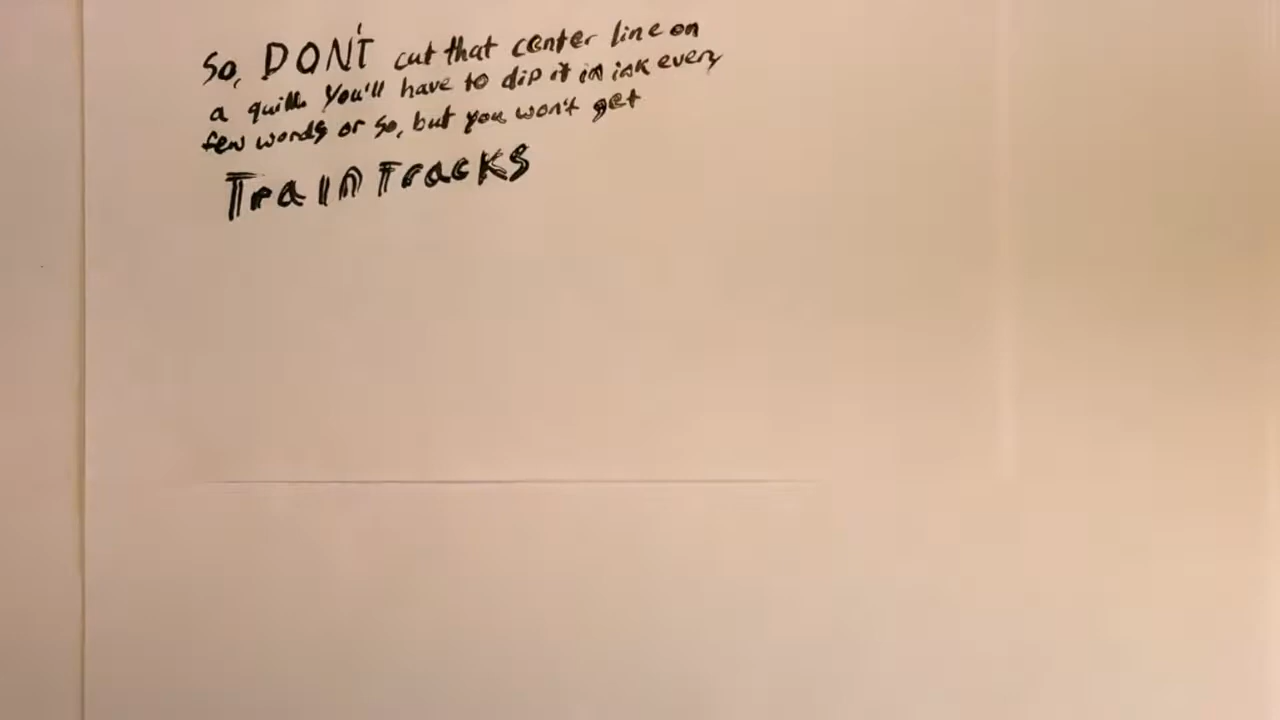 So, DON'T cut that center line on
a quill. You'll have to dip it in ink every
few words or so, but you won't get
Train Tracks